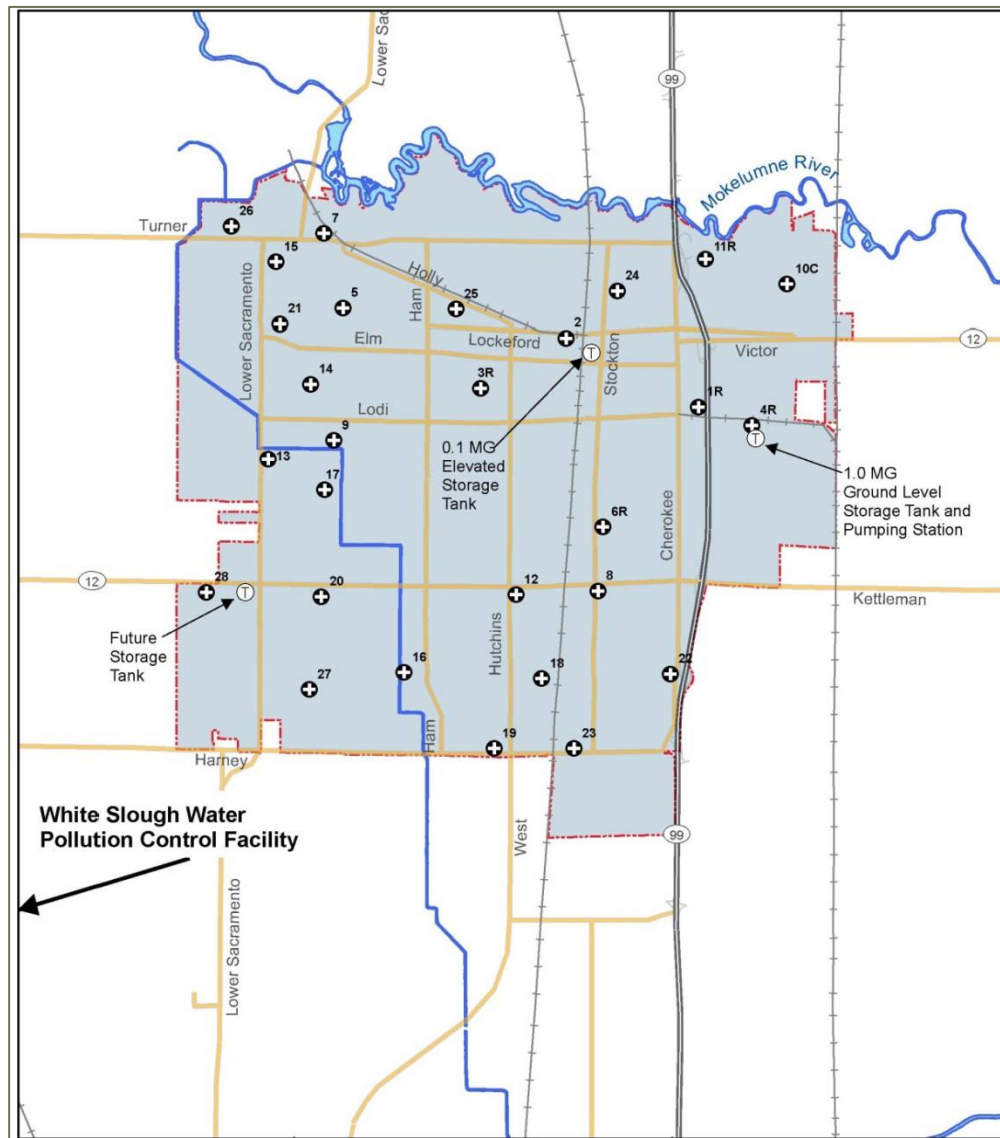 Lower Sac
99
Mokelumne River
26
Turner
7
11R
15
10C
Holly
24
Ham
5
25
21
2
12
Lower Sacramento
Elm
Lockeford
Victor
T
Stockton
3R
14
1R
Lodi
4R
9
T
0.1 MG
Elevated
Storage
Tank
13
1.0 MG
Ground Level
Storage Tank and
Pumping Station
17
6R
Cherokee
12
28
T
20
12
8
Kettleman
Future
Storage
Tank
Hutchins
16
18
22
27
Ham
19
23
Harney
White Slough Water
Pollution Control Facility
West
99
Lower Sacramento